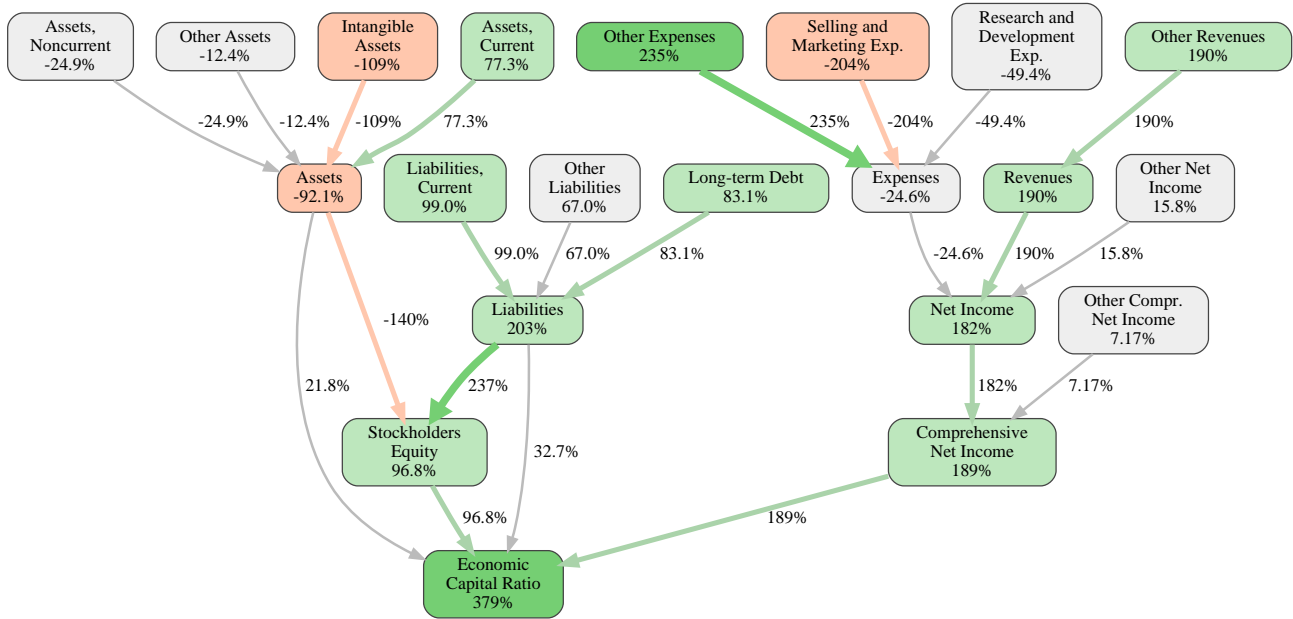 Assets,
Noncurrent
-24.9%
Other Assets
-12.4%
Intangible
Assets
-109%
Assets,
Current
77.3%
Other Expenses
235%
Selling and
Marketing Exp.
-204%
Research and
Development
Exp.
-49.4%
Other Revenues
190%
-24.9%
-12.4%
-109%
77.3%
235%
-204%
-49.4%
190%
Assets
-92.1%
Liabilities,
Current
99.0%
Other
Liabilities
67.0%
Long-term Debt
83.1%
Expenses
-24.6%
Revenues
190%
Other Net
Income
15.8%
99.0%
67.0%
83.1%
-24.6%
190%
15.8%
-140%
Liabilities
203%
Net Income
182%
Other Compr.
Net Income
7.17%
21.8%
237%
182%
7.17%
Stockholders
Equity
96.8%
32.7%
Comprehensive
Net Income
189%
96.8%
189%
Economic
Capital Ratio
379%